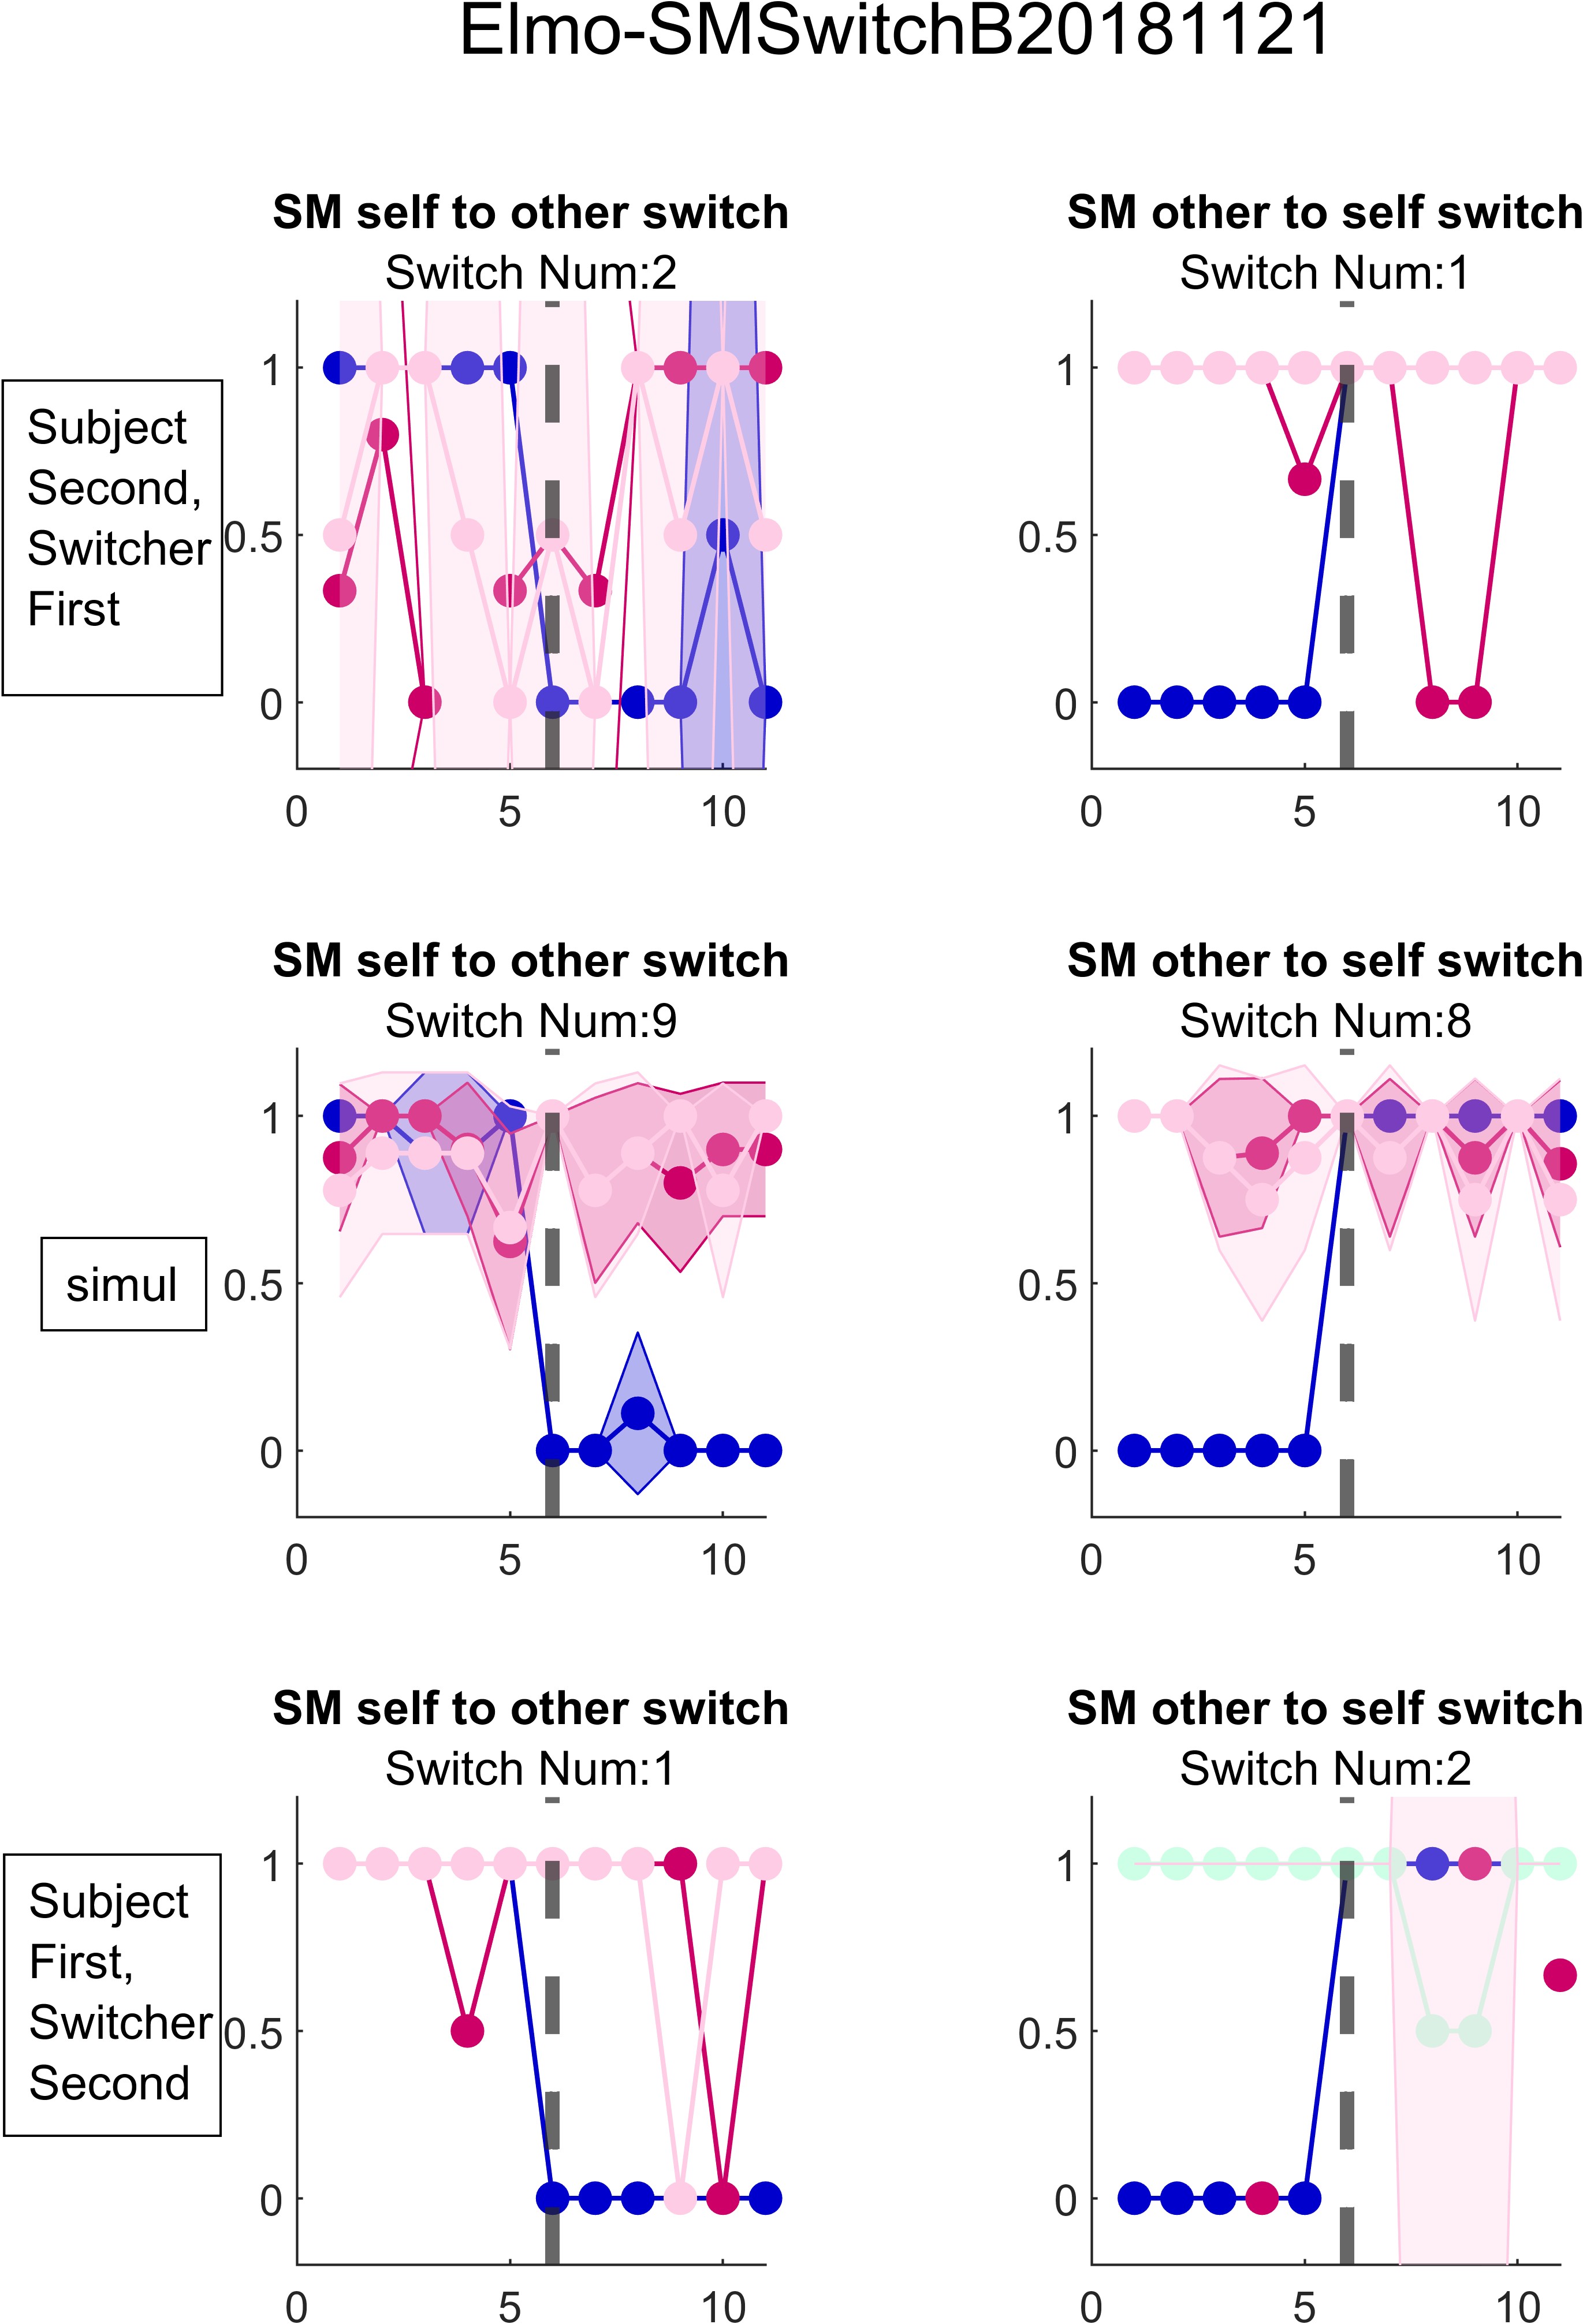 Elmo-SMSwitchB20181121
SM self to other switch
Switch Num:2
SM other to self switch
Switch Num:1
Subject
Second,
Switcher
First
1
0.5
0
0
5
10
1
0.5
0
0
5
10
SM self to other switch
Switch Num:9
SM other to self switch
Switch Num:8
simul
1
0.5
0
0
5
10
1
0.5
0
0
5
10
SM self to other switch
Switch Num:1
SM other to self switch
Switch Num:2
Subject
First,
Switcher
Second
1
0.5
0
0
5
10
1
0.5
0
0
5
10